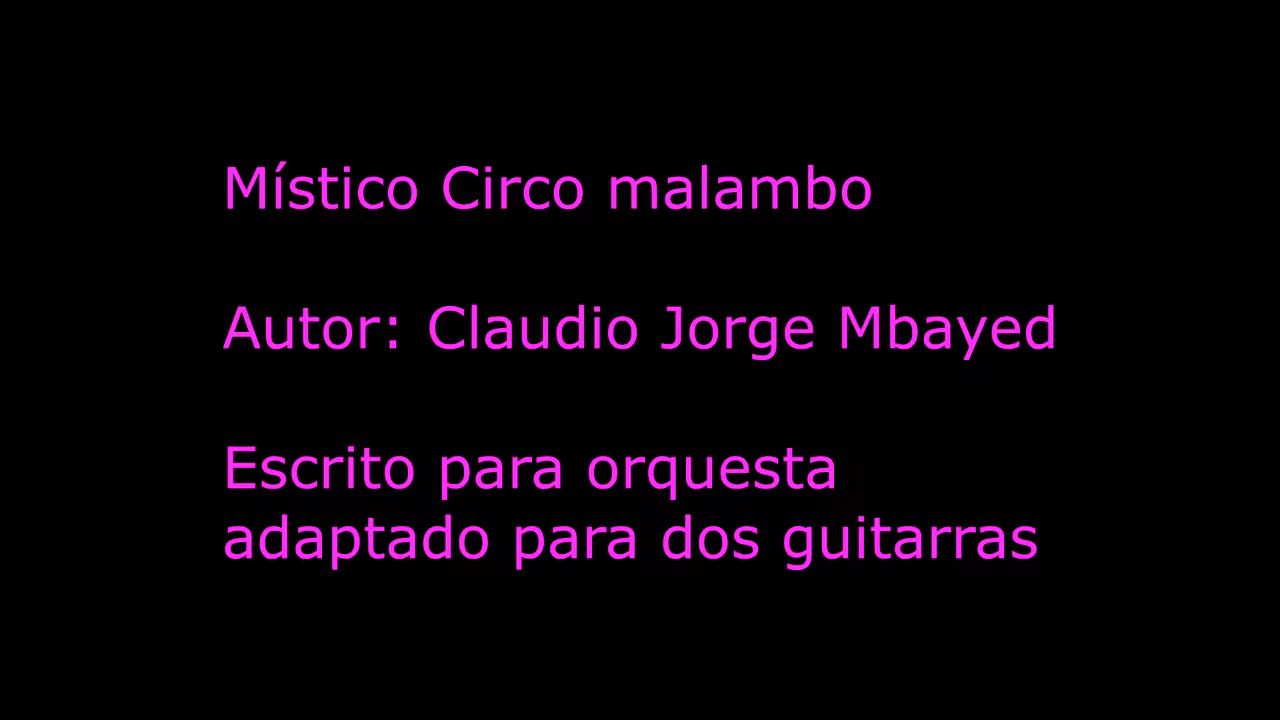 Místico Circo malambo
Autor: Claudio Jorge Mbayed
Escrito para orquesta
adaptado para dos guitarras